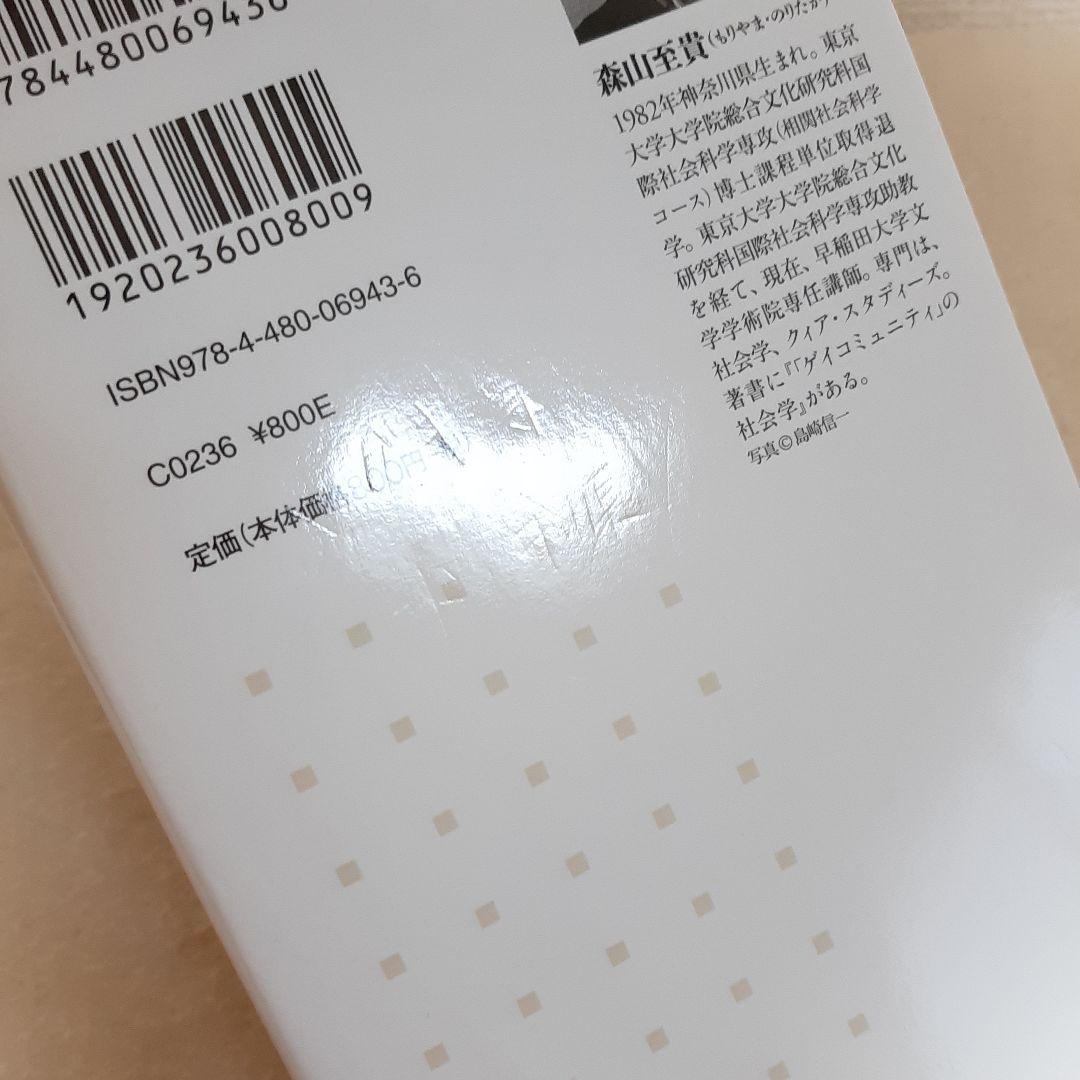 784480069436
1920236008009
ISBN978-4-480-06943-6
C0236 ¥800E
定価(本体価格800円
森山至貴(もりやま・のりたか)
1982年神奈川県生まれ。東京
大学大学院総合文化研究科国
際社会科学専攻(相関社会科学
コース)博士課程単位取得退
学。東京大学大学院総合文化
研究科国際社会科学専攻助教
を経て、現在、早稲田大学文
学学術院専任講師。専門は、
社会学、クィア・スタディーズ。
著書に『「ゲイコミュニティ」の
社会学』がある。
写真©島崎信一